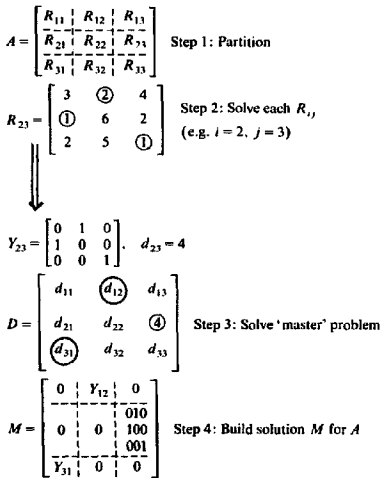 A = [ R11 R12 R13 Step 1: Partition
R21 R22 R23
R31 R32 R33 ]
R23 = [ 3 ② 4 Step 2: Solve each Rij
① 6 2 (e.g. i = 2, j = 3)
2 5 ① ]
Y23 = [ 0 1 0
1 0 0 , d23 = 4
0 0 1 ]
D = [ d11 d12 d13
d21 d22 ④ Step 3: Solve 'master' problem
d31 d32 d33 ]
M = [ 0 Y12 0
010
0 0 100 Step 4: Build solution M for A
001
Y31 0 0 ]